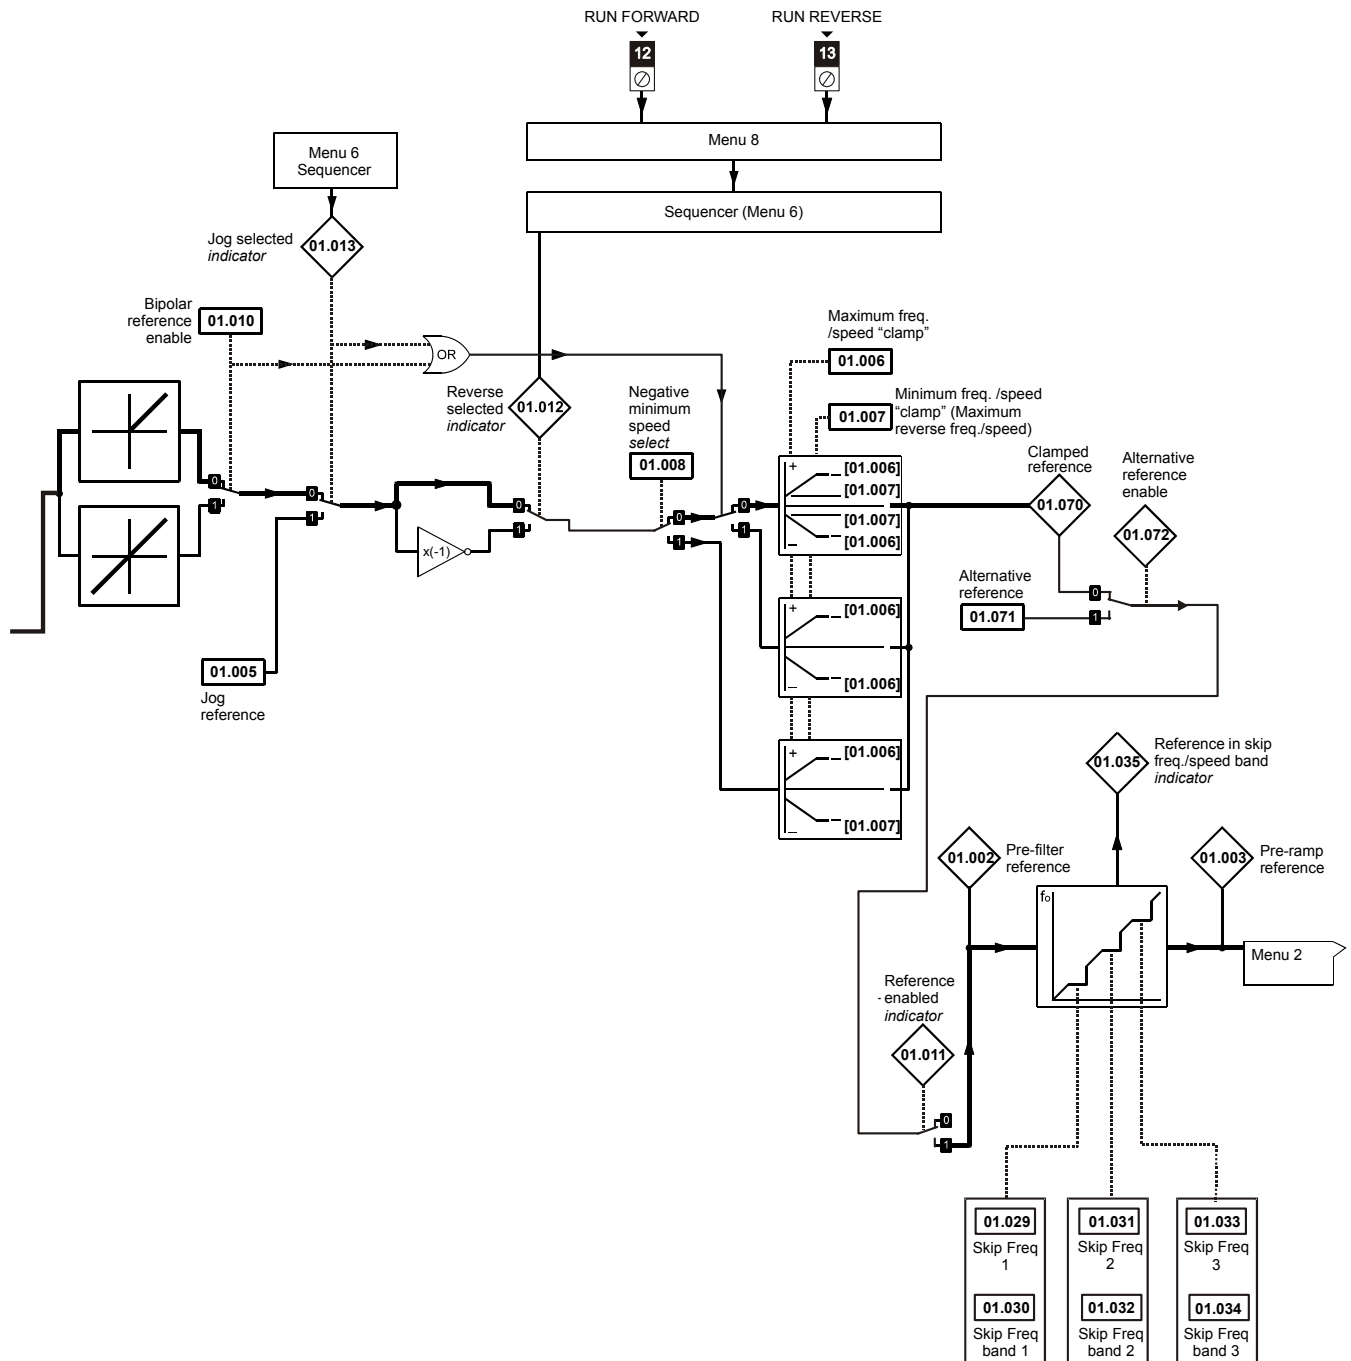 RUN FORWARD
RUN REVERSE
12
13
Menu 8
Menu 6
Sequencer
Sequencer (Menu 6)
Jog selected
indicator
01.013
Bipolar
reference
enable
01.010
OR
Reverse
selected
indicator
01.012
Negative
minimum
speed
select
01.008
Maximum freq.
/speed “clamp”
01.006
Minimum freq. /speed
“clamp” (Maximum
reverse freq./speed)
01.007
0
1
0
1
x(-1)
0
1
0
1
0
1
+
[01.006]
[01.007]
[01.007]
[01.006]
_
+
[01.006]
[01.006]
_
+
[01.006]
[01.007]
_
Clamped
reference
01.070
Alternative
reference
enable
01.072
Alternative
reference
01.071
0
1
01.005
Jog
reference
01.035
Reference in skip
freq./speed band
indicator
01.002
Pre-filter
reference
01.003
Pre-ramp
reference
fo
Menu 2
Reference
- enabled
indicator
01.011
0
1
01.029
Skip Freq
1
01.030
Skip Freq
band 1
01.031
Skip Freq
2
01.032
Skip Freq
band 2
01.033
Skip Freq
3
01.034
Skip Freq
band 3